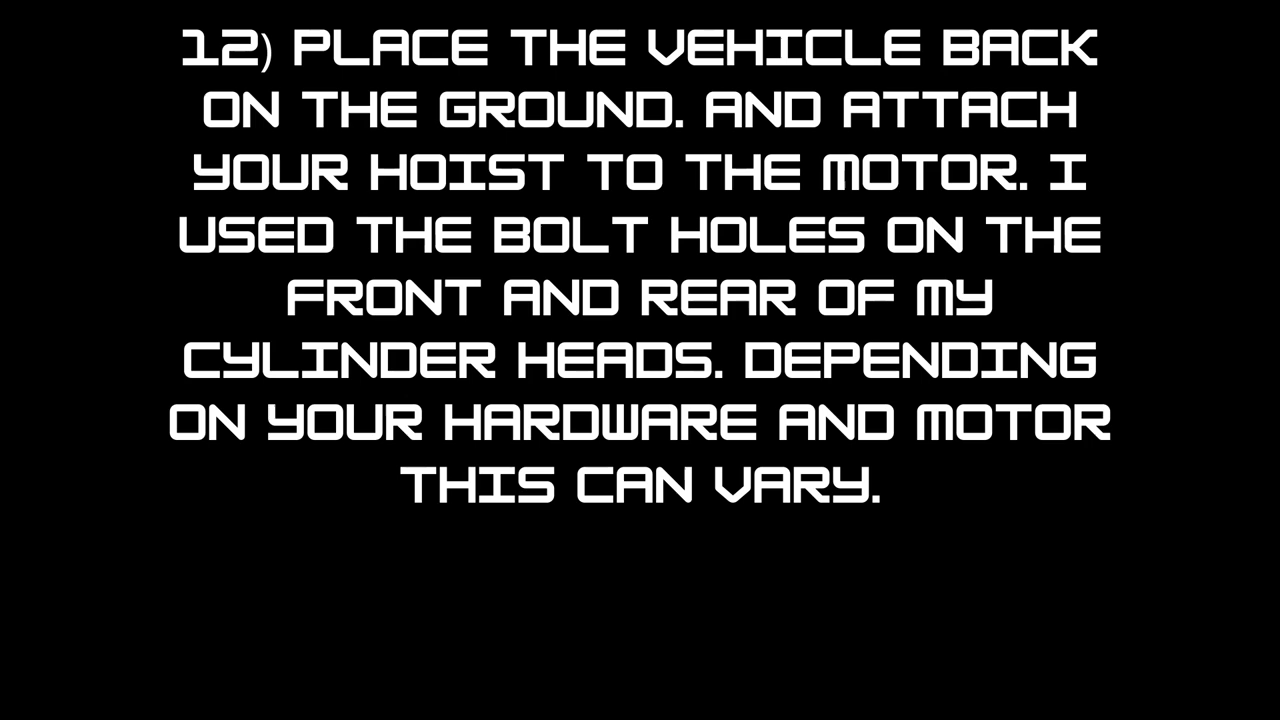 12) PLACE THE VEHICLE BACK
ON THE GROUND. AND ATTACH
YOUR HOIST TO THE MOTOR. I
USED THE BOLT HOLES ON THE
FRONT AND REAR OF MY
CYLINDER HEADS. DEPENDING
ON YOUR HARDWARE AND MOTOR
THIS CAN VARY.